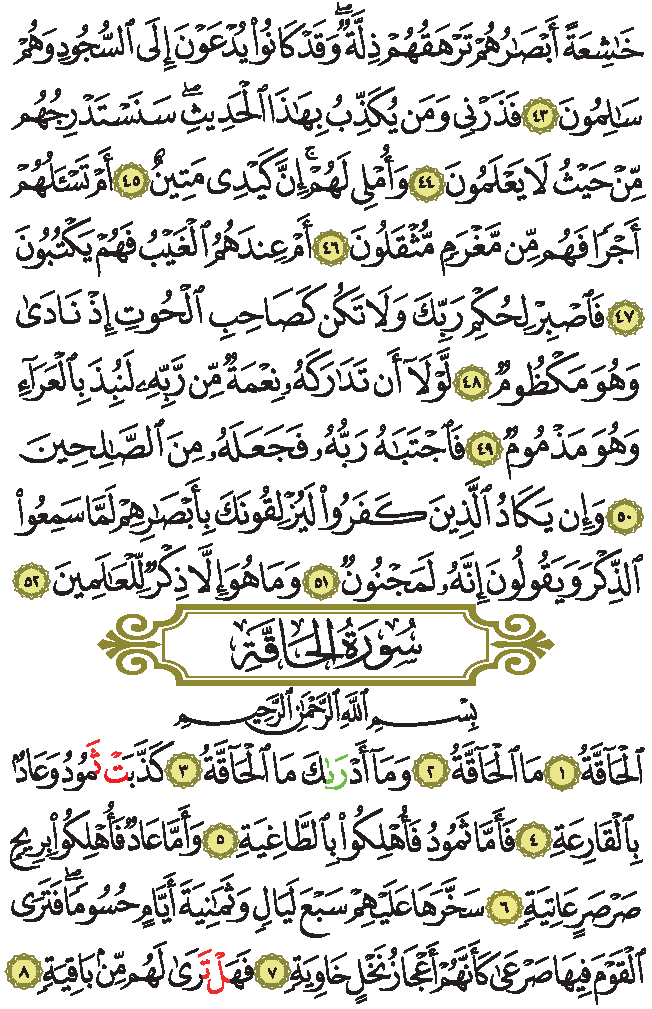 خَٰشِعَةً أَبْصَٰرُهُمْ تَرْهَقُهُمْ ذِلَّةٌۖ وَقَدْ كَانُوا۟ يُدْعَوْنَ إِلَى ٱلسُّجُودِ وَهُمْ
سَٰلِمُونَ ٤٣ فَذَرْنِى وَمَن يُكَذِّبُ بِهَٰذَا ٱلْحَدِيثِۖ سَنَسْتَدْرِجُهُم
مِّنْ حَيْثُ لَا يَعْلَمُونَ ٤٤ وَأُمْلِى لَهُمْۚ إِنَّ كَيْدِى مَتِينٌ ٤٥ أَمْ تَسْـَٔلُهُمْ
أَجْرًا فَهُم مِّن مَّغْرَمٍ مُّثْقَلُونَ ٤٦ أَمْ عِندَهُمُ ٱلْغَيْبُ فَهُمْ يَكْتُبُونَ
٤٧ فَٱصْبِرْ لِحُكْمِ رَبِّكَ وَلَا تَكُن كَصَاحِبِ ٱلْحُوتِ إِذْ نَادَىٰ
وَهُوَ مَكْظُومٌ ٤٨ لَّوْلَآ أَن تَدَٰرَكَهُۥ نِعْمَةٌ مِّن رَّبِّهِۦ لَنُبِذَ بِٱلْعَرَآءِ
وَهُوَ مَذْمُومٌ ٤٩ فَٱجْتَبَٰهُ رَبُّهُۥ فَجَعَلَهُۥ مِنَ ٱلصَّٰلِحِينَ
٥٠ وَإِن يَكَادُ ٱلَّذِينَ كَفَرُوا۟ لَيُزْلِقُونَكَ بِأَبْصَٰرِهِمْ لَمَّا سَمِعُوا۟
ٱلذِّكْرَ وَيَقُولُونَ إِنَّهُۥ لَمَجْنُونٌ ٥١ وَمَا هُوَ إِلَّا ذِكْرٌ لِّلْعَٰلَمِينَ ٥٢
سُورَةُ الْحَاقَّةِ
بِسْمِ ٱللَّهِ ٱلرَّحْمَٰنِ ٱلرَّحِيمِ
ٱلْحَآقَّةُ ١ مَا ٱلْحَآقَّةُ ٢ وَمَآ أَدْرَىٰكَ مَا ٱلْحَآقَّةُ ٣ كَذَّبَتْ ثَمُودُ وَعَادٌۢ
بِٱلْقَارِعَةِ ٤ فَأَمَّا ثَمُودُ فَأُهْلِكُوا۟ بِٱلطَّاغِيَةِ ٥ وَأَمَّا عَادٌ فَأُهْلِكُوا۟ بِرِيحٍ
صَرْصَرٍ عَاتِيَةٍ ٦ سَخَّرَهَا عَلَيْهِمْ سَبْعَ لَيَالٍ وَثَمَٰنِيَةَ أَيَّامٍ حُسُومًاۖ فَتَرَى
ٱلْقَوْمَ فِيهَا صَرْعَىٰ كَأَنَّهُمْ أَعْجَازُ نَخْلٍ خَاوِيَةٍ ٧ فَهَلْ تَرَىٰ لَهُم مِّنۢ بَاقِيَةٍ ٨